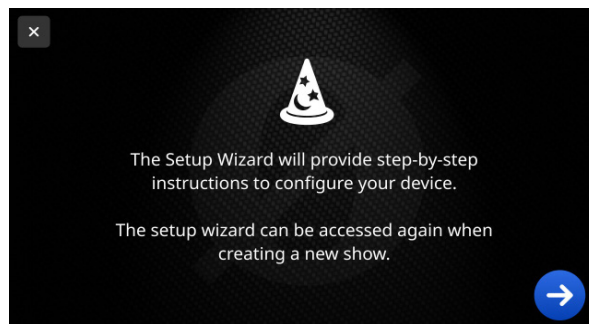 The Setup Wizard will provide step-by-step
instructions to configure your device.
The setup wizard can be accessed again when
creating a new show.